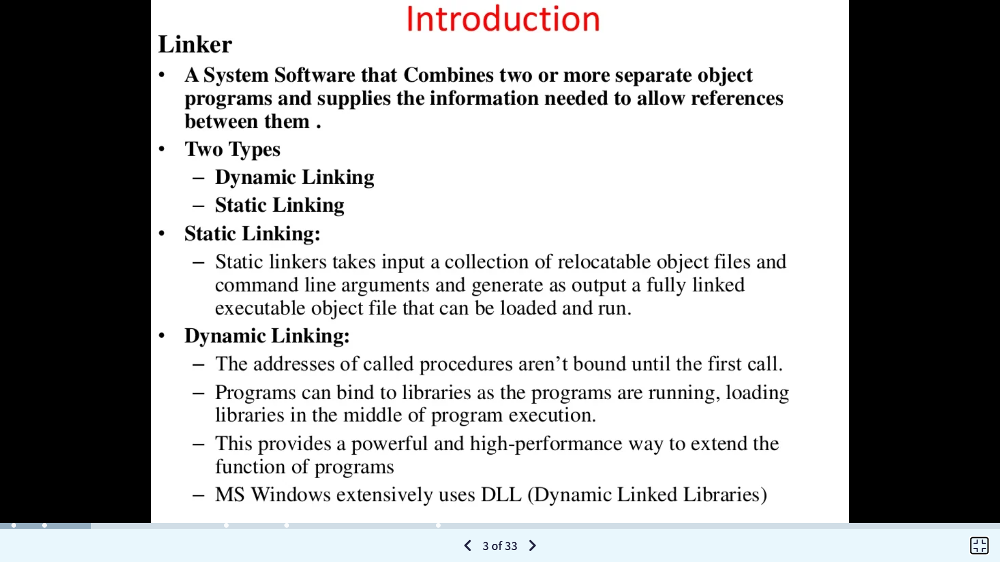 Introduction
Linker
• A System Software that Combines two or more separate object
programs and supplies the information needed to allow references
between them .
• Two Types
– Dynamic Linking
– Static Linking
• Static Linking:
– Static linkers takes input a collection of relocatable object files and
command line arguments and generate as output a fully linked
executable object file that can be loaded and run.
• Dynamic Linking:
– The addresses of called procedures aren’t bound until the first call.
– Programs can bind to libraries as the programs are running, loading
libraries in the middle of program execution.
– This provides a powerful and high-performance way to extend the
function of programs
– MS Windows extensively uses DLL (Dynamic Linked Libraries)
3 of 33